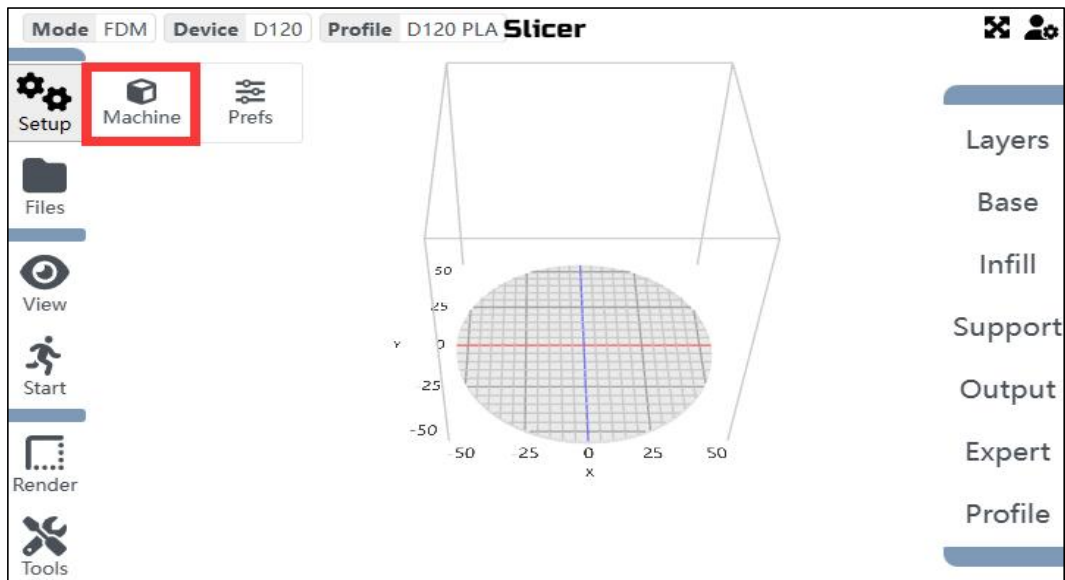 Mode FDM Device D120 Profile D120 PLA Slicer
Setup
Machine
Prefs
Files
View
Start
Render
Tools
50
25
Y 0
25
-50
50 25 0 25 50
X
Layers
Base
Infill
Support
Output
Expert
Profile